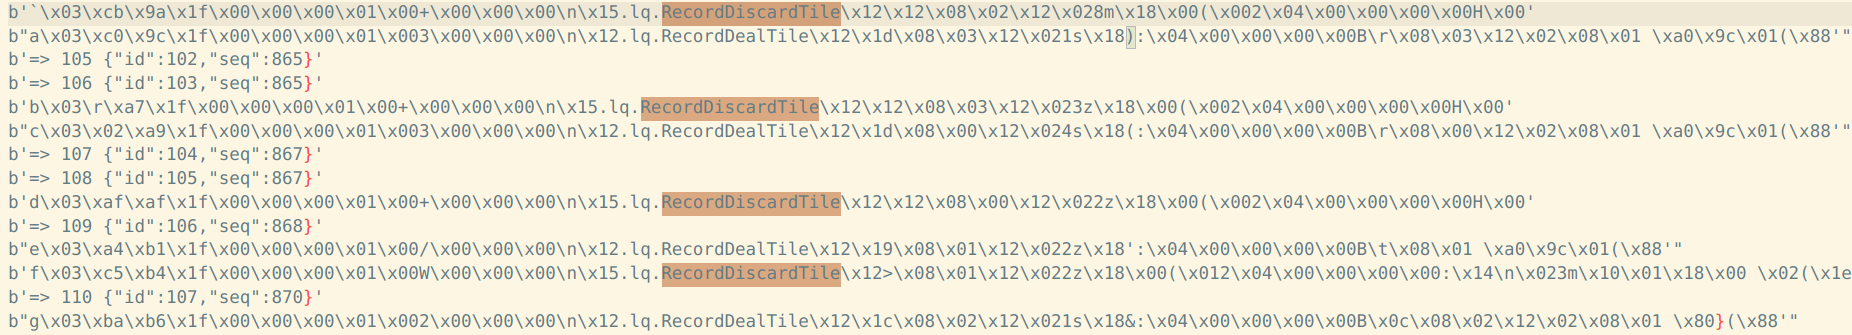 b'`\x03\xcb\x9a\x1f\x00\x00\x00\x01\x00+\x00\x00\x00\n\x15.lq.RecordDiscardTile\x12\x12\x08\x02\x12\x028m\x18\x00(\x002\x04\x00\x00\x00\x00H\x00'
b"a\x03\xc0\x9c\x1f\x00\x00\x00\x01\x003\x00\x00\x00\n\x12.lq.RecordDealTile\x12\x1d\x08\x03\x12\x021s\x18):\x04\x00\x00\x00\x00B\r\x08\x03\x12\x02\x08\x01 \xa0\x9c\x01(\x88'"
b'=> 105 {"id":102,"seq":865}'
b'=> 106 {"id":103,"seq":865}'
b'b\x03\r\xa7\x1f\x00\x00\x00\x01\x00+\x00\x00\x00\n\x15.lq.RecordDiscardTile\x12\x12\x08\x03\x12\x023z\x18\x00(\x002\x04\x00\x00\x00\x00H\x00'
b"c\x03\x02\xa9\x1f\x00\x00\x00\x01\x003\x00\x00\x00\n\x12.lq.RecordDealTile\x12\x1d\x08\x00\x12\x024s\x18(:\x04\x00\x00\x00\x00B\r\x08\x00\x12\x02\x08\x01 \xa0\x9c\x01(\x88'"
b'=> 107 {"id":104,"seq":867}'
b'=> 108 {"id":105,"seq":867}'
b'd\x03\xaf\xaf\x1f\x00\x00\x00\x01\x00+\x00\x00\x00\n\x15.lq.RecordDiscardTile\x12\x12\x08\x00\x12\x022z\x18\x00(\x002\x04\x00\x00\x00\x00H\x00'
b'=> 109 {"id":106,"seq":868}'
b"e\x03\xa4\xb1\x1f\x00\x00\x00\x01\x00/\x00\x00\x00\n\x12.lq.RecordDealTile\x12\x19\x08\x01\x12\x022z\x18':\x04\x00\x00\x00\x00B\t\x08\x01 \xa0\x9c\x01(\x88'"
b'f\x03\xc5\xb4\x1f\x00\x00\x00\x01\x00W\x00\x00\x00\n\x15.lq.RecordDiscardTile\x12>\x08\x01\x12\x022z\x18\x00(\x012\x04\x00\x00\x00\x00:\x14\n\x023m\x10\x01\x18\x00 \x02(\x1e
b'=> 110 {"id":107,"seq":870}'
b"g\x03\xba\xb6\x1f\x00\x00\x00\x01\x002\x00\x00\x00\n\x12.lq.RecordDealTile\x12\x1c\x08\x02\x12\x021s\x18&:\x04\x00\x00\x00\x00B\x0c\x08\x02\x12\x02\x08\x01 \x80}(\x88'"